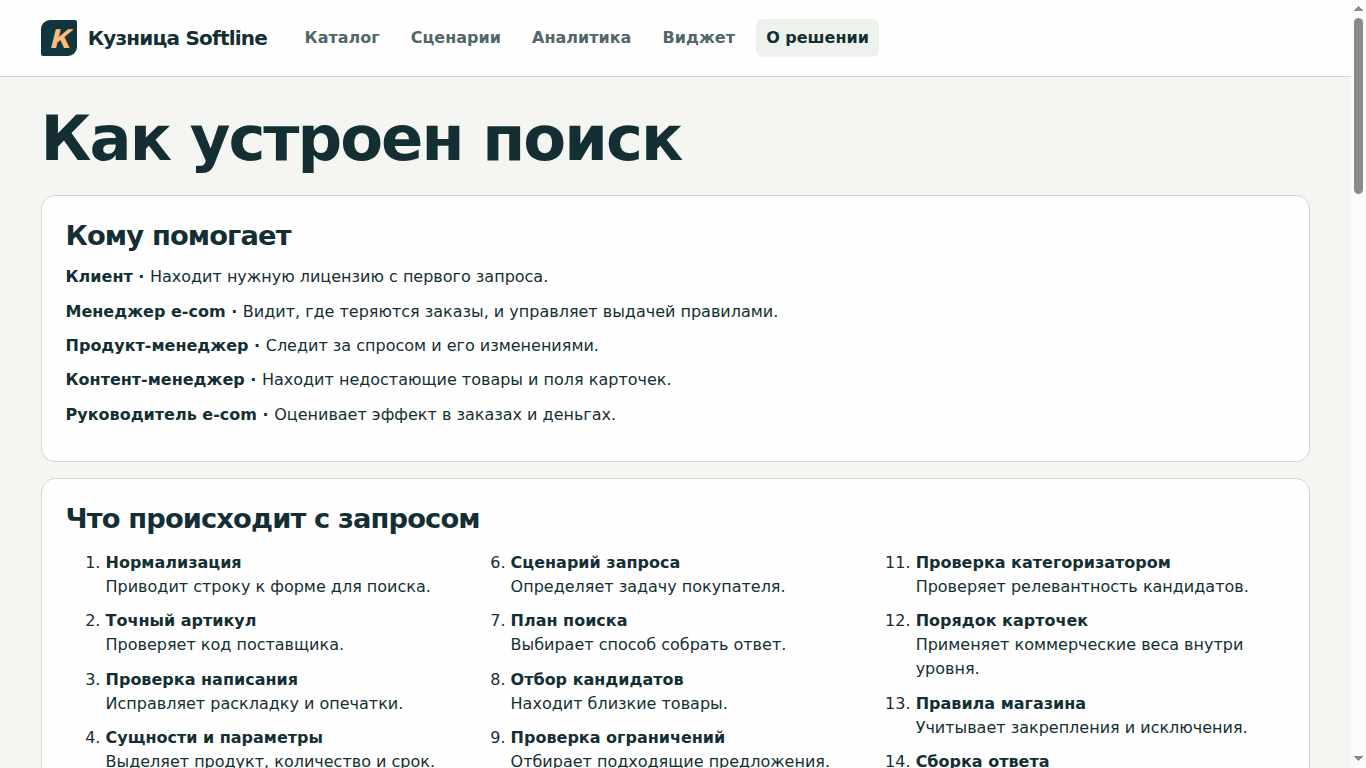 К Кузница Softline Каталог Сценарии Аналитика Виджет О решении
Как устроен поиск
Кому помогает
Клиент · Находит нужную лицензию с первого запроса.
Менеджер e-com · Видит, где теряются заказы, и управляет выдачей правилами.
Продукт-менеджер · Следит за спросом и его изменениями.
Контент-менеджер · Находит недостающие товары и поля карточек.
Руководитель e-com · Оценивает эффект в заказах и деньгах.
Что происходит с запросом
1. Нормализация
Приводит строку к форме для поиска.
2. Точный артикул
Проверяет код поставщика.
3. Проверка написания
Исправляет раскладку и опечатки.
4. Сущности и параметры
Выделяет продукт, количество и срок.
6. Сценарий запроса
Определяет задачу покупателя.
7. План поиска
Выбирает способ собрать ответ.
8. Отбор кандидатов
Находит близкие товары.
9. Проверка ограничений
Отбирает подходящие предложения.
11. Проверка категоризатором
Проверяет релевантность кандидатов.
12. Порядок карточек
Применяет коммерческие веса внутри
уровня.
13. Правила магазина
Учитывает закрепления и исключения.
14. Сборка ответа